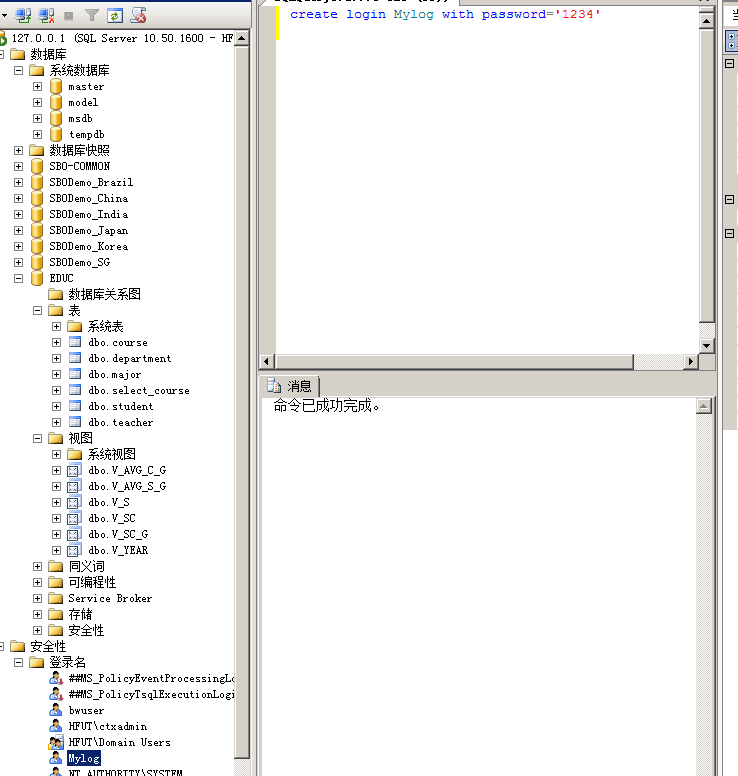 127.0.0.1 (SQL Server 10.50.1600 - HF
数据库
系统数据库
master
model
msdb
tempdb
数据库快照
SBO-COMMON
SBODemo_Brazil
SBODemo_China
SBODemo_India
SBODemo_Japan
SBODemo_Korea
SBODemo_SG
EDUC
数据库关系图
表
系统表
dbo.course
dbo.department
dbo.major
dbo.select_course
dbo.student
dbo.teacher
视图
系统视图
dbo.V_AVG_C_G
dbo.V_AVG_S_G
dbo.V_S
dbo.V_SC
dbo.V_SC_G
dbo.V_YEAR
同义词
可编程性
Service Broker
存储
安全性
安全性
登录名
##MS_PolicyEventProcessingLo
##MS_PolicyTsqlExecutionLogi
bwuser
HFUT\ctxadmin
HFUT\Domain Users
Mylog
NT AUTHORITY\SYSTEM
create login Mylog with password='1234'
消息
命令已成功完成。